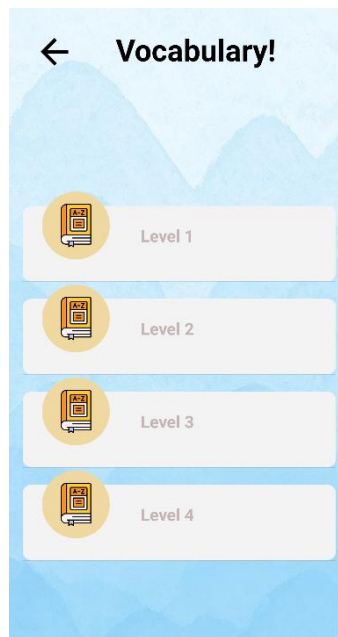 Vocabulary!
A-Z
Level 1
A-Z
Level 2
A-Z
Level 3
A-Z
Level 4